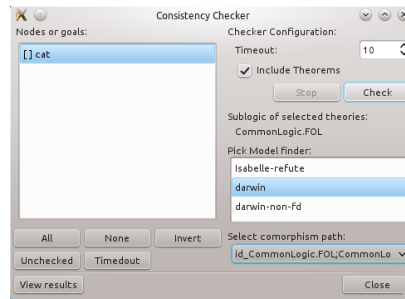 Consistency Checker
Nodes or goals:
[ ] cat
All
None
Invert
Unchecked
Timedout
View results
Checker Configuration:
Timeout:
10
Include Theorems
Stop
Check
Sublogic of selected theories:
CommonLogic.FOL
Pick Model finder:
Isabelle-refute
darwin
darwin-non-fd
Select comorphism path:
id_CommonLogic.FOL;CommonLo
Close